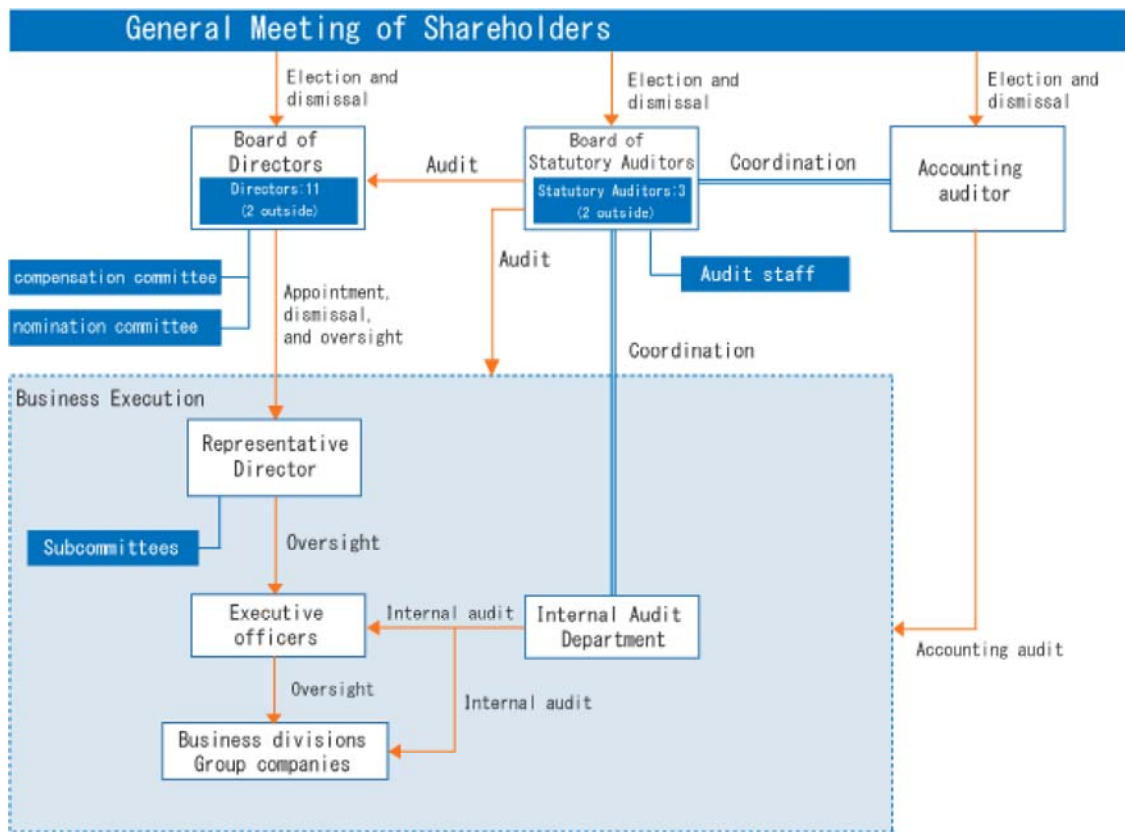 General Meeting of Shareholders
Election and
dismissal
Election and
dismissal
Election and
dismissal
Board of
Directors
Directors:11
(2 outside)
Audit
Board of
Statutory Auditors
Statutory Auditors:3
(2 outside)
Coordination
Accounting
auditor
compensation committee
nomination committee
Appointment,
dismissal,
and oversight
Audit
Audit staff
Coordination
Business Execution
Representative
Director
Subcommittees
Oversight
Executive
officers
Internal audit
Internal Audit
Department
Accounting audit
Oversight
Internal audit
Business divisions
Group companies